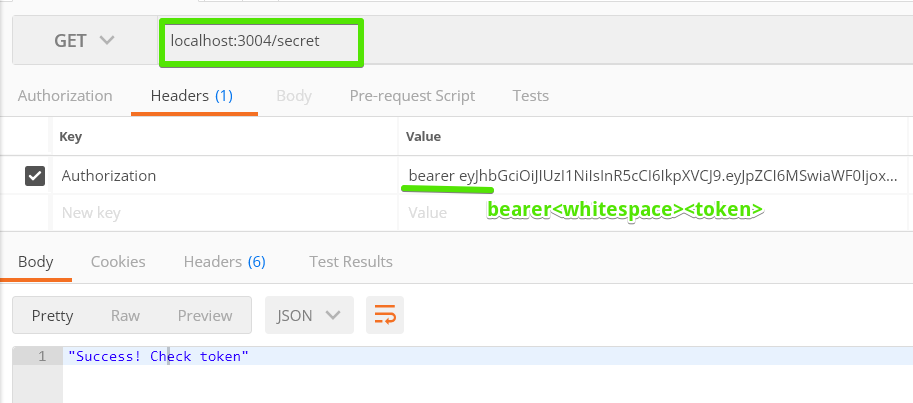 GET localhost:3004/secret
Authorization Headers (1) Body Pre-request Script Tests
Key Value
Authorization bearer eyJhbGciOiJIUzI1NiIsInR5cCI6IkpXVCJ9.eyJpZCI6MSwiaWF0Ijox...
New key Value
bearer<whitespace><token>
Body Cookies Headers (6) Test Results
Pretty Raw Preview JSON
1 "Success! Check token"